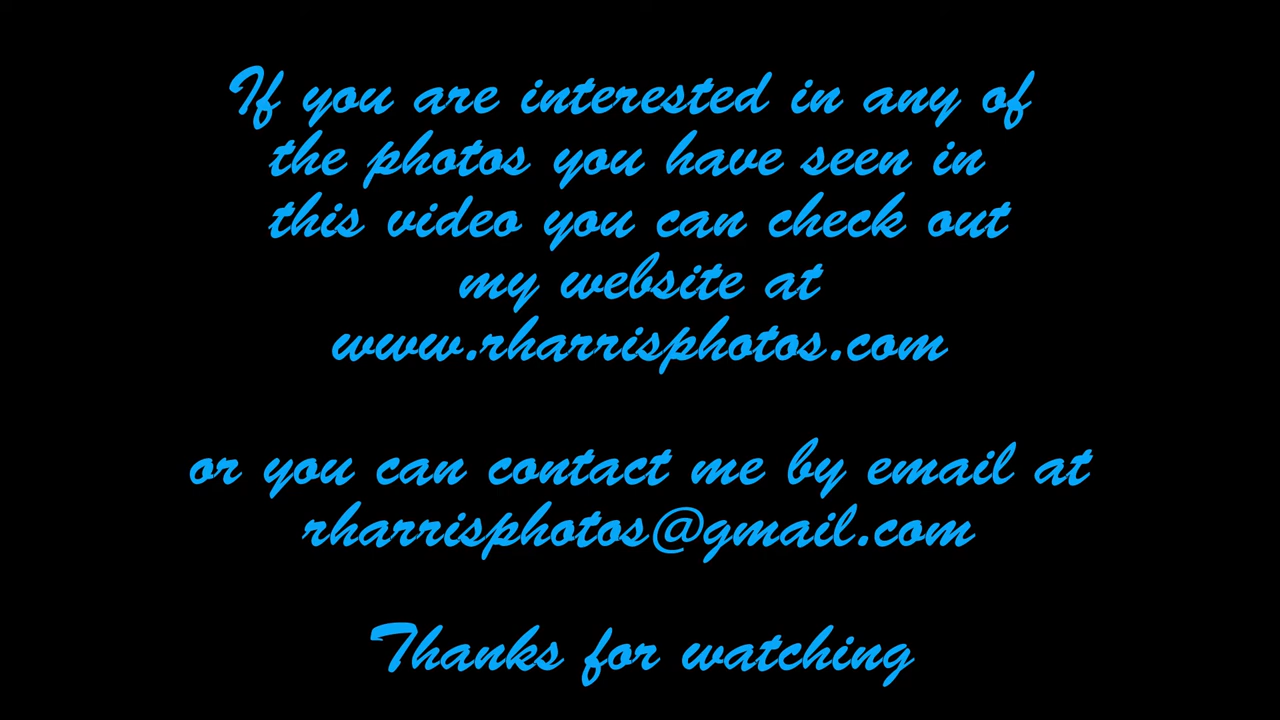 If you are interested in any of
the photos you have seen in
this video you can check out
my website at
www.rharrisphotos.com
or you can contact me by email at
rharrisphotos@gmail.com
Thanks for watching